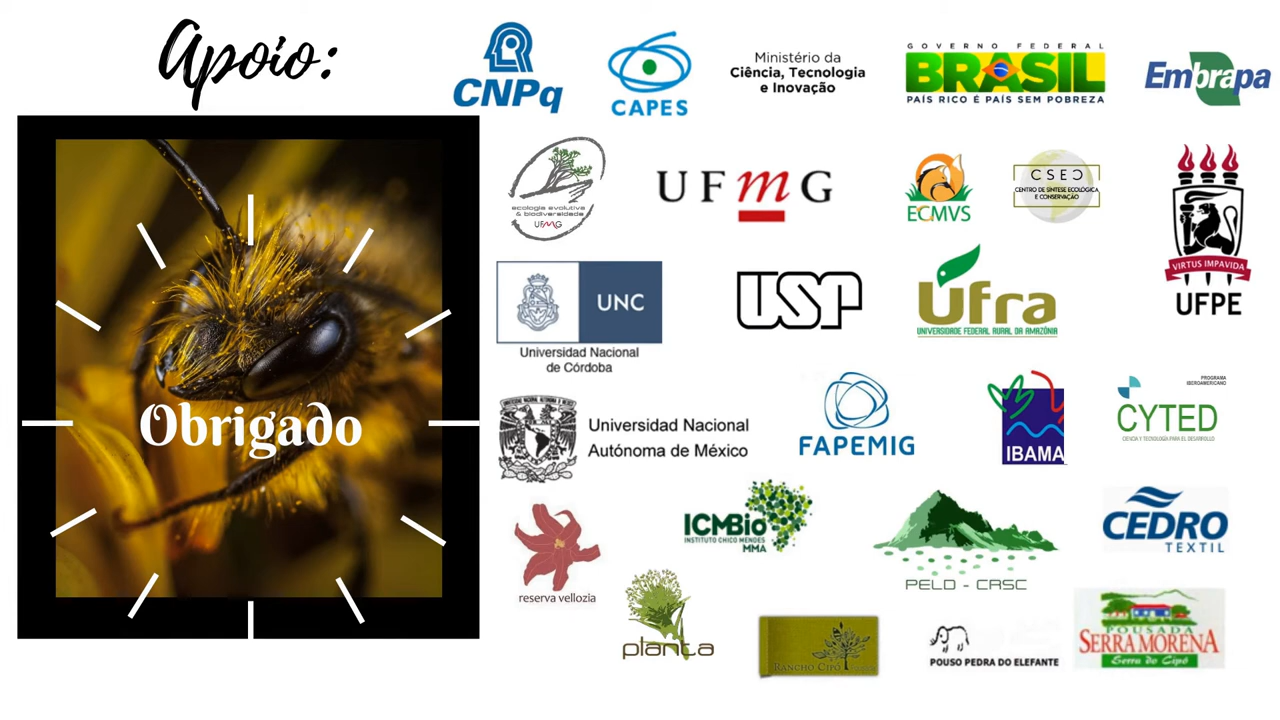 Apoio:
CNPq
CAPES
Ministério da
Ciência, Tecnologia
e Inovação
GOVERNO FEDERAL
BRASIL
PAÍS RICO É PAÍS SEM POBREZA
Embrapa
ecologia evolutiva
& biodiversidade
UFMG
UFmG
ECMVS
CSEC
CENTRO DE SÍNTESE ECOLÓGICA
E CONSERVAÇÃO
VIRTUS IMPAVIDA
UFPE
UNC
Universidad Nacional
de Córdoba
USP
Ufra
UNIVERSIDADE FEDERAL RURAL DA AMAZÔNIA
Obrigado
Universidad Nacional
Autónoma de México
FAPEMIG
IBAMA
PROGRAMA
IBEROAMERICANO
CYTED
CIENCIA Y TECNOLOGÍA PARA EL DESARROLLO
reserva vellozia
ICMBio
INSTITUTO CHICO MENDES
MMA
PELD - CRSC
CEDRO
TEXTIL
planta
RANCHO CIPÓ
POUSO PEDRA DO ELEFANTE
POUSADA
SERRA MORENA
Serra do Cipó